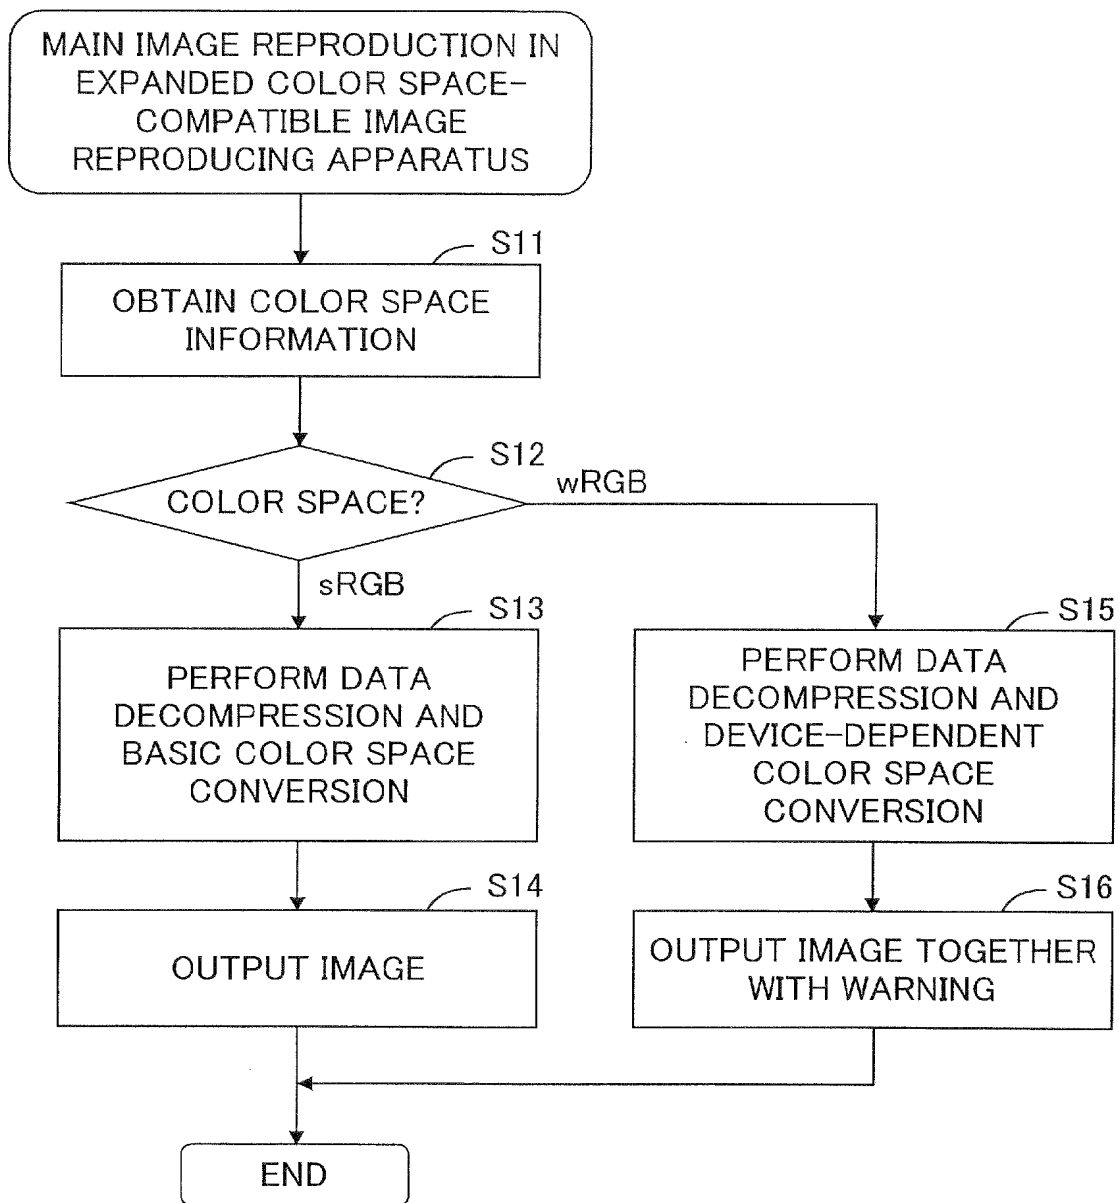 MAIN IMAGE REPRODUCTION IN
EXPANDED COLOR SPACE-
COMPATIBLE IMAGE
REPRODUCING APPARATUS
S11
OBTAIN COLOR SPACE
INFORMATION
S12
COLOR SPACE?
wRGB
sRGB
S13
PERFORM DATA
DECOMPRESSION AND
BASIC COLOR SPACE
CONVERSION
S15
PERFORM DATA
DECOMPRESSION AND
DEVICE-DEPENDENT
COLOR SPACE
CONVERSION
S14
OUTPUT IMAGE
S16
OUTPUT IMAGE TOGETHER
WITH WARNING
END